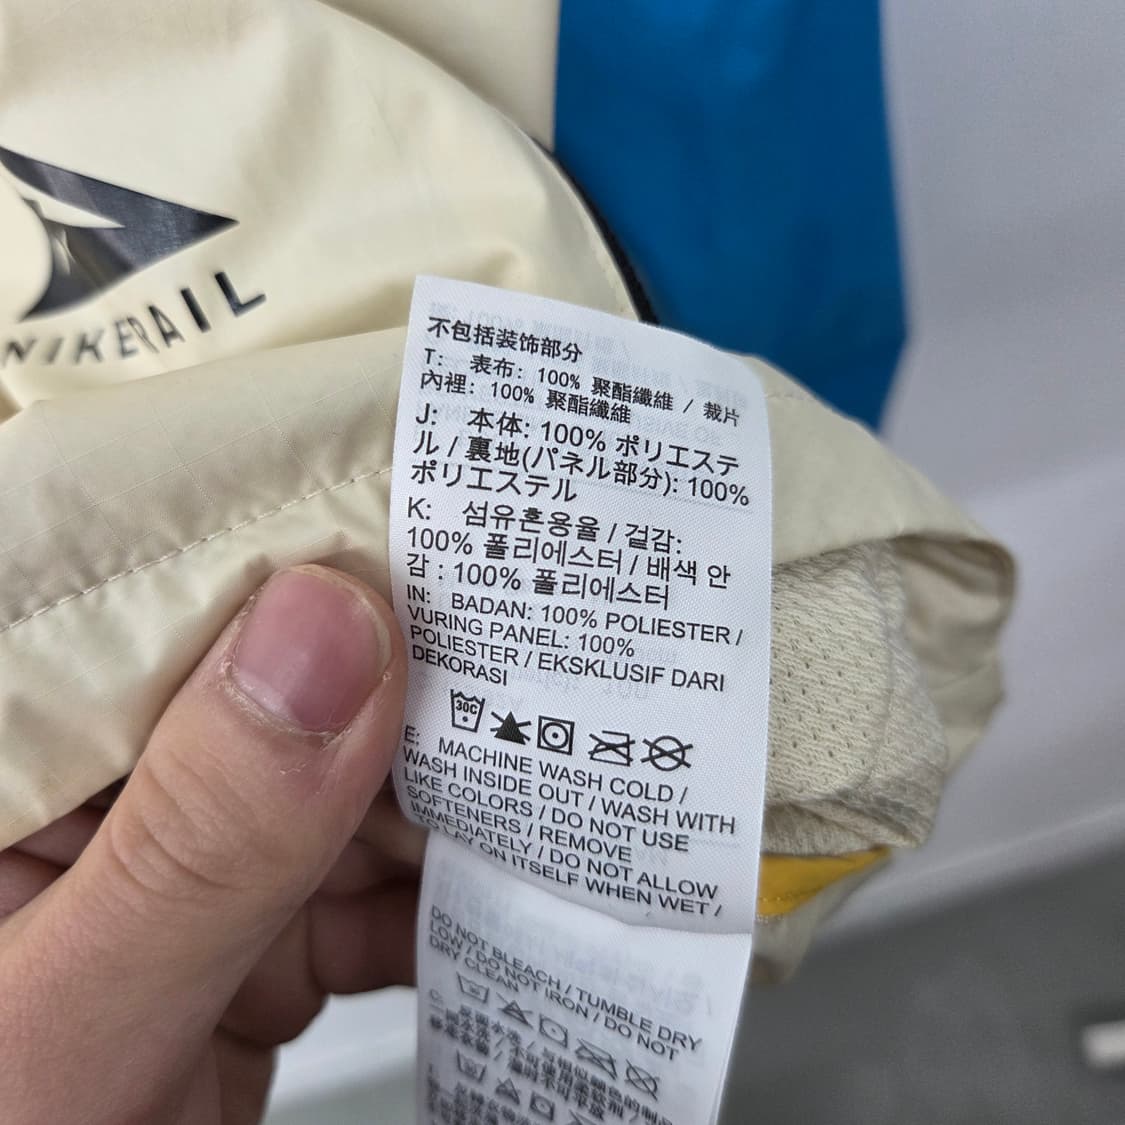 NIKE
RAIL
不包括装饰部分
T: 表布: 100% 聚酯纖維 / 裁片
內裡: 100% 聚酯纖維
J: 本体: 100% ポリエステ
ル / 裏地(パネル部分): 100%
ポリエステル
K: 섬유혼용율 / 겉감:
100% 폴리에스터 / 배색 안
감 : 100% 폴리에스터
IN: BADAN: 100% POLIESTER /
VURING PANEL: 100%
POLIESTER / EKSKLUSIF DARI
DEKORASI
30C
E: MACHINE WASH COLD /
WASH INSIDE OUT / WASH WITH
LIKE COLORS / DO NOT USE
SOFTENERS / REMOVE
IMMEDIATELY / DO NOT ALLOW
TO LAY ON ITSELF WHEN WET /
DO NOT BLEACH / TUMBLE DRY
LOW / DO NOT IRON / DO NOT
DRY CLEAN